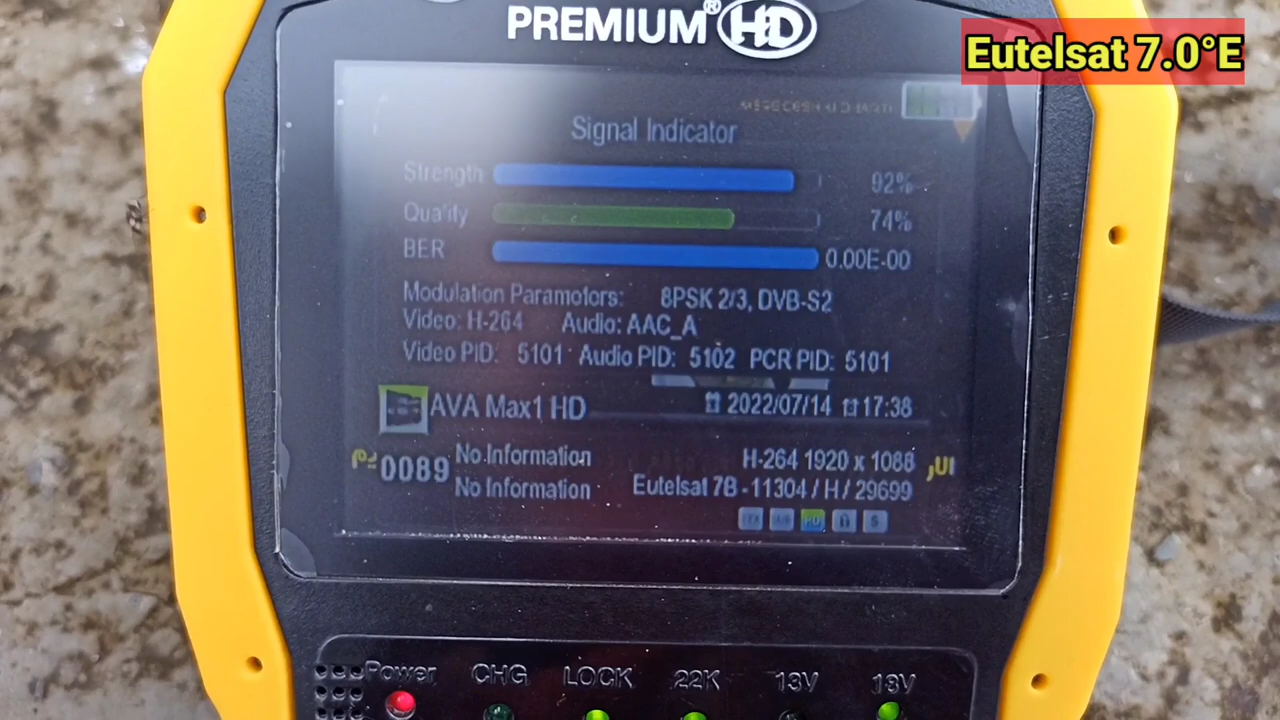 PREMIUM® HD
Eutelsat 7.0°E
Signal Indicator
Strength 92%
Quality 74%
BER 0.00E-00
Modulation Paramotors: 8PSK 2/3, DVB-S2
Video: H-264 Audio: AAC_A
Video PID: 5101 Audio PID: 5102 PCR PID: 5101
AVA Max1 HD 2022/07/14 17:38
0089 No Information H-264 1920 x 1088
No Information Eutelsat 7B - 11304 / H / 29699
HD $
Power CHG LOCK 22K 13V 18V